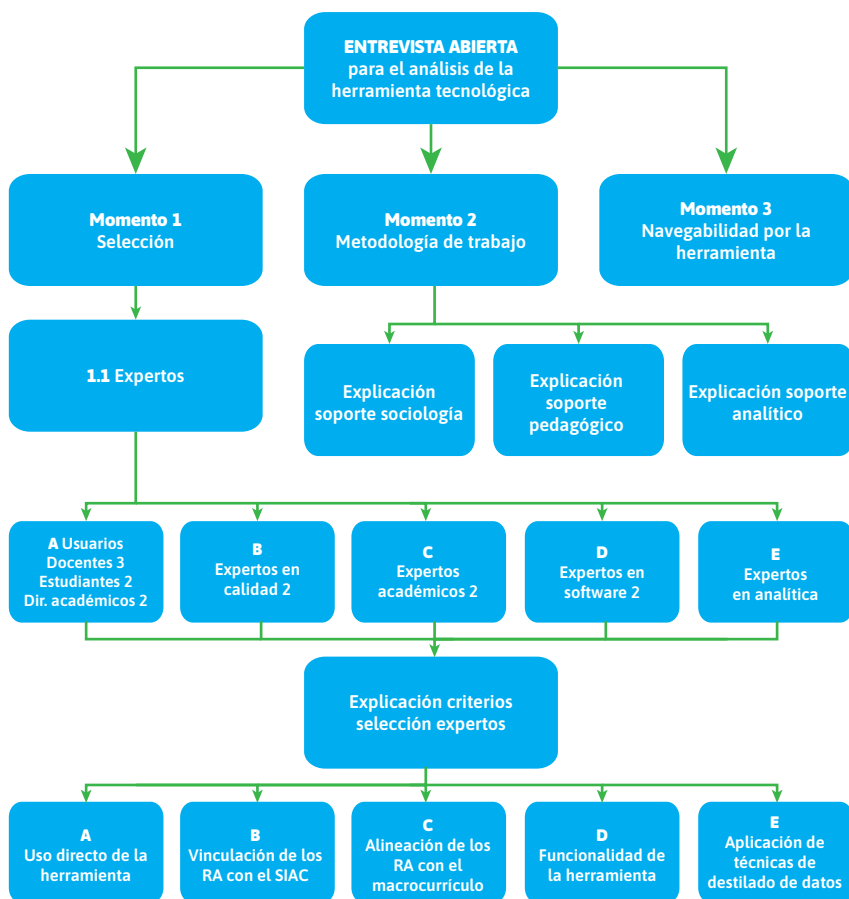 ENTREVISTA ABIERTA
para el análisis de la
herramienta tecnológica
Momento 1
Selección
Momento 2
Metodología de trabajo
Momento 3
Navegabilidad por la
herramienta
1.1 Expertos
Explicación
soporte sociología
Explicación
soporte
pedagógico
Explicación soporte
analítico
A Usuarios
Docentes 3
Estudiantes 2
Dir. académicos 2
B
Expertos en
calidad 2
C
Expertos
académicos 2
D
Expertos en
software 2
E
Expertos
en analítica
Explicación criterios
selección expertos
A
Uso directo de la
herramienta
B
Vinculación de los
RA con el SIAC
C
Alineación de los
RA con el
macrocurrículo
D
Funcionalidad de
la herramienta
E
Aplicación de
técnicas de
destilado de datos